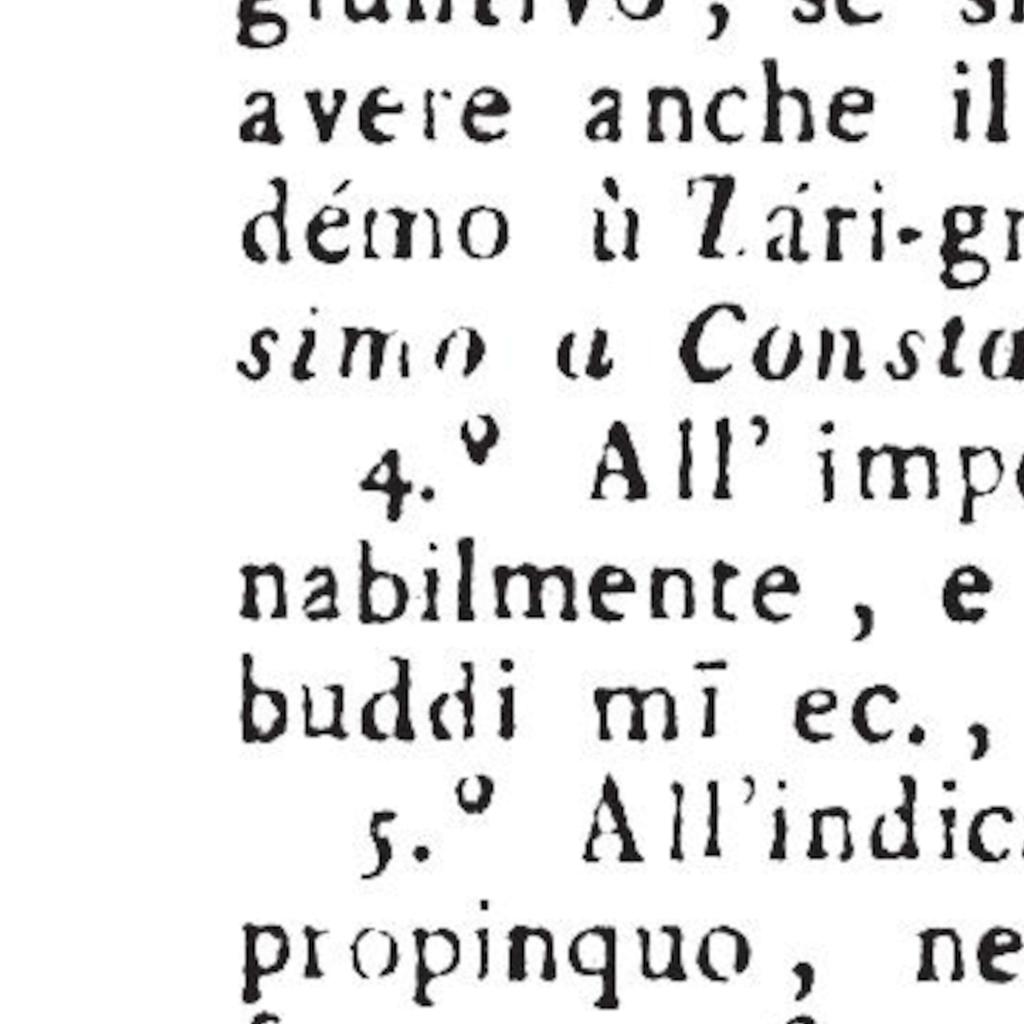 giuntivo, se si
avere anche il
démo ù Zári-gr
simo a Consta
4.º All' impe
nabilmente, e
buddi mī ec.,
5.º All'indic
propinquo, ne